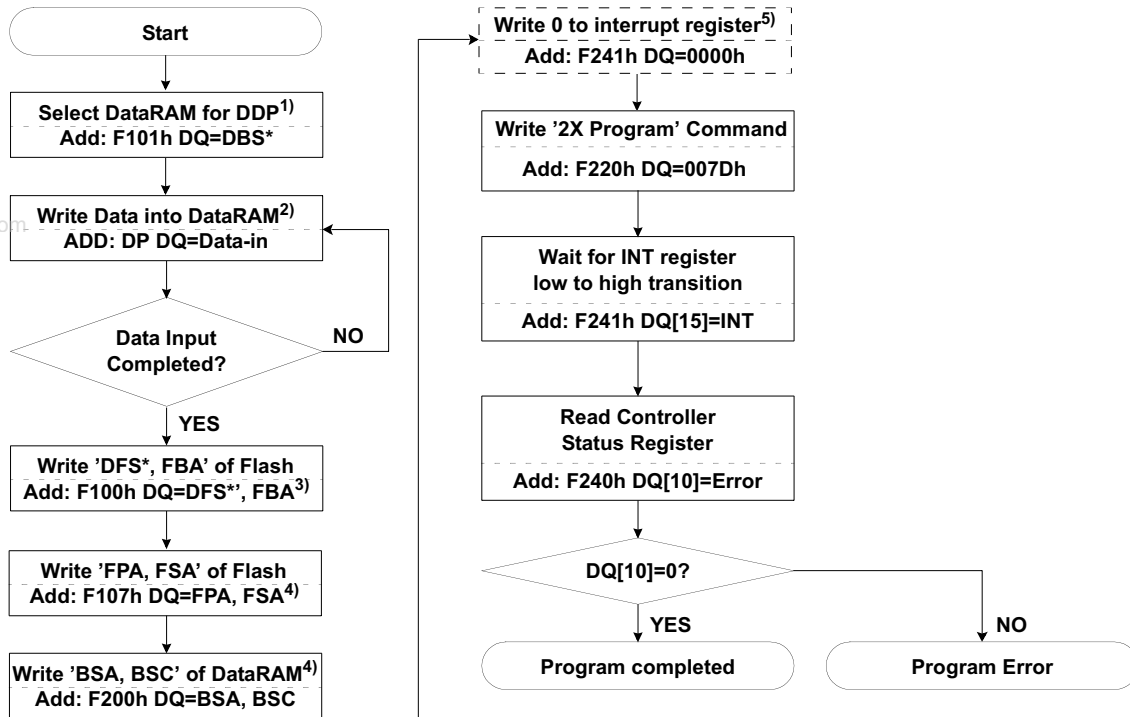 Start
Select DataRAM for DDP1)
Add: F101h DQ=DBS*
Write Data into DataRAM2)
ADD: DP DQ=Data-in
om
Data Input
Completed?
NO
YES
Write 'DFS*, FBA' of Flash
Add: F100h DQ=DFS*', FBA3)
Write 'FPA, FSA' of Flash
Add: F107h DQ=FPA, FSA4)
Write 'BSA, BSC' of DataRAM4)
Add: F200h DQ=BSA, BSC
Write 0 to interrupt register5)
Add: F241h DQ=0000h
Write '2X Program' Command
Add: F220h DQ=007Dh
Wait for INT register
low to high transition
Add: F241h DQ[15]=INT
Read Controller
Status Register
Add: F240h DQ[10]=Error
DQ[10]=0?
YES
NO
Program completed
Program Error